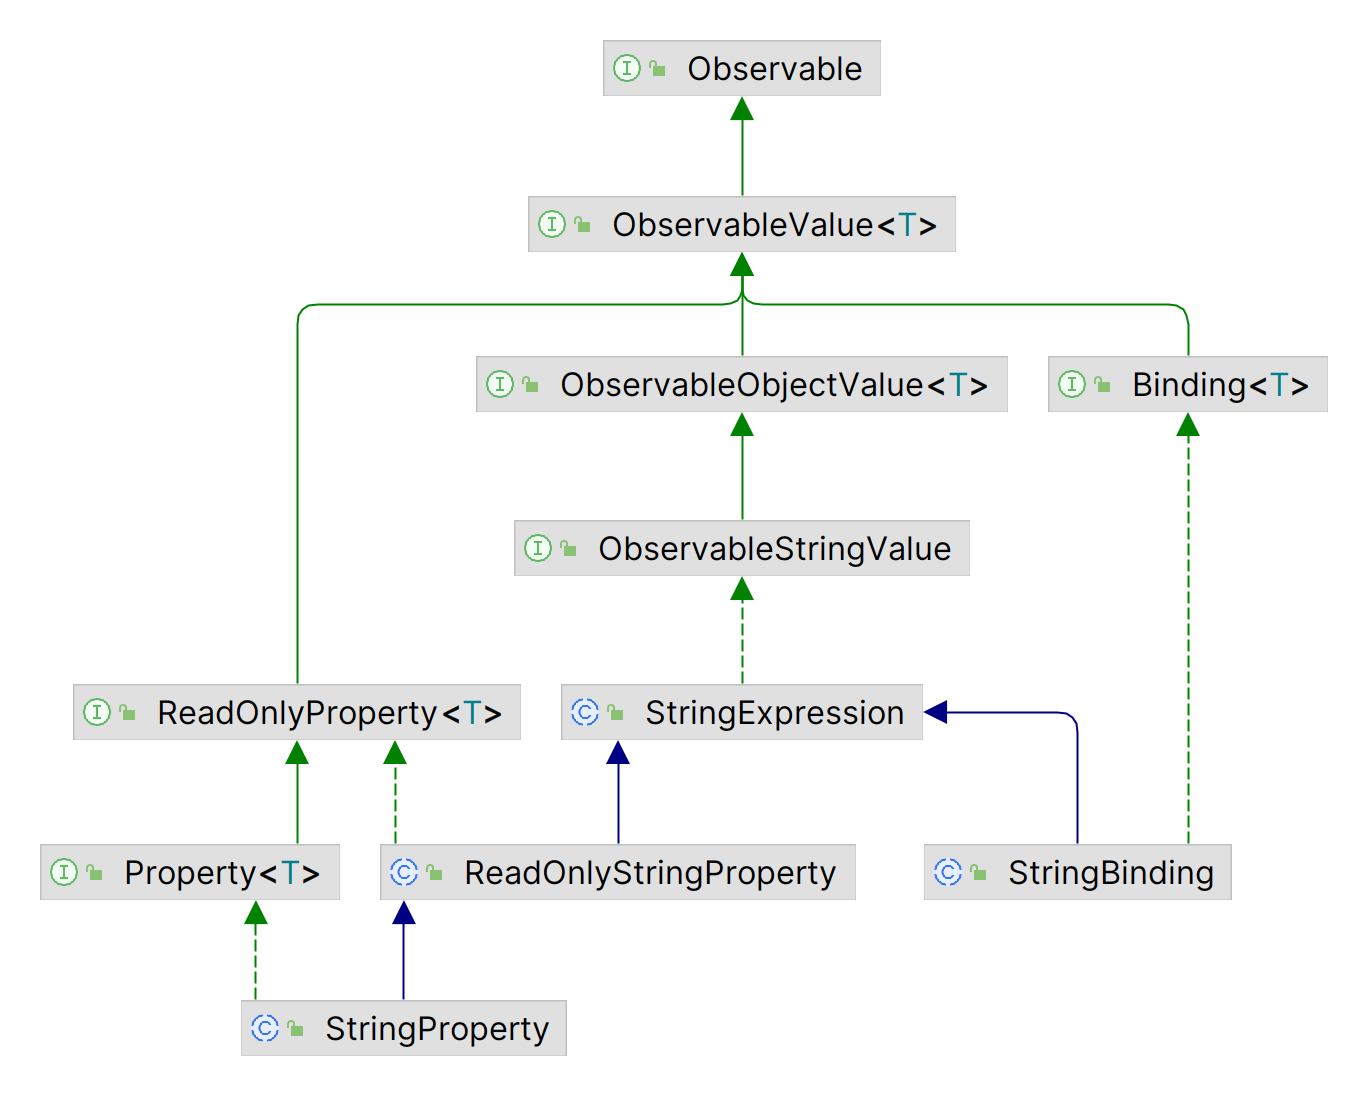 Observable
ObservableValue<T>
ObservableObjectValue<T>
Binding<T>
ObservableStringValue
ReadOnlyProperty<T>
StringExpression
Property<T>
ReadOnlyStringProperty
StringBinding
StringProperty